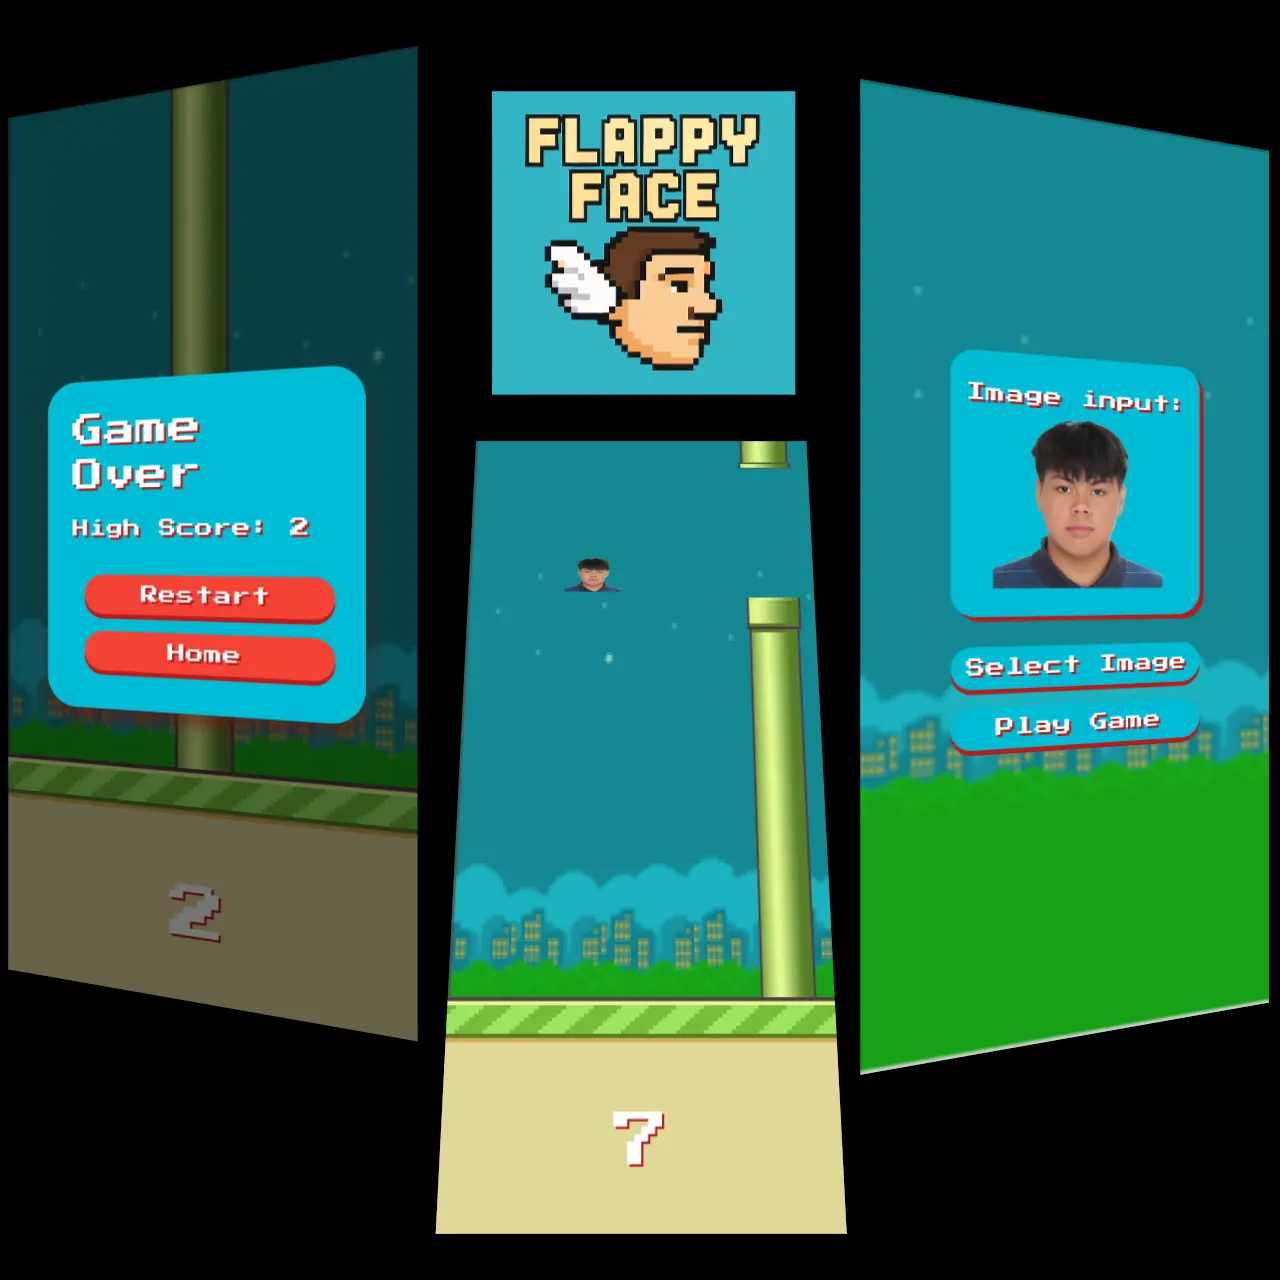 FLAPPY
FACE
Game
Over
High Score: 2
Restart
Home
2
7
Image input:
Select Image
Play Game